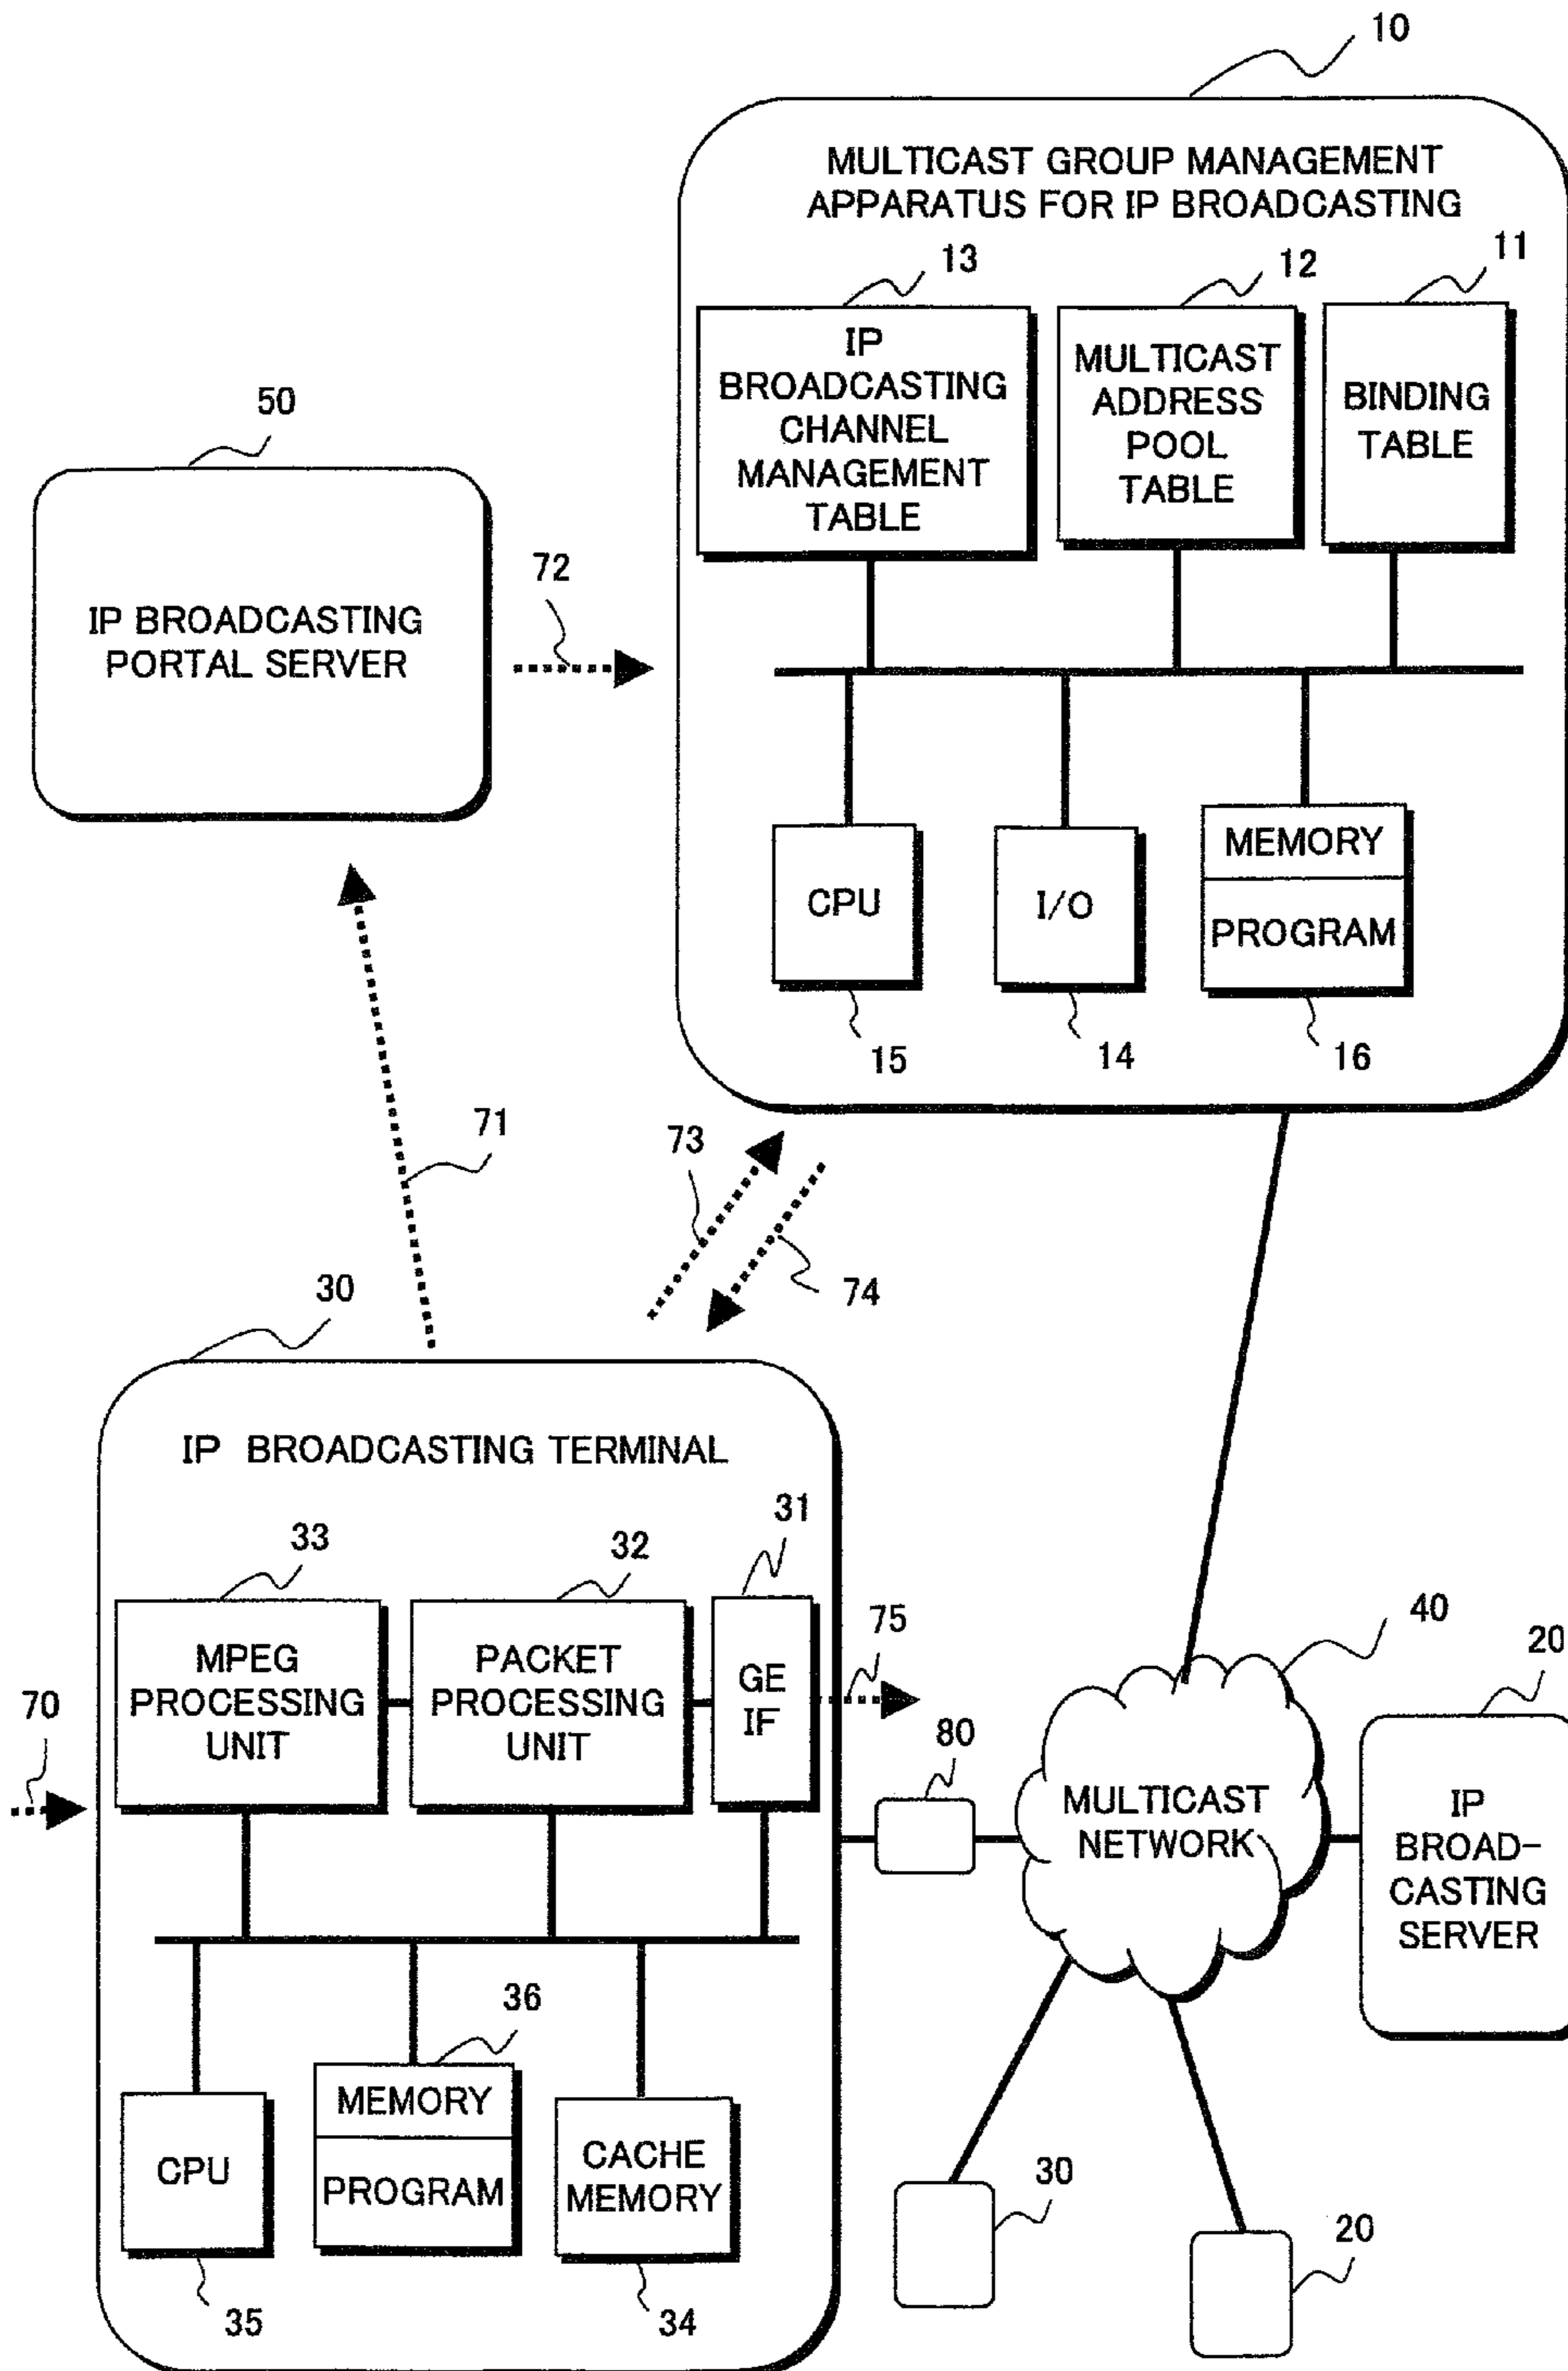 10
MULTICAST GROUP MANAGEMENT
APPARATUS FOR IP BROADCASTING
13
12
11
IP
BROADCASTING
CHANNEL
MANAGEMENT
TABLE
MULTICAST
ADDRESS
POOL
TABLE
BINDING
TABLE
50
IP BROADCASTING
PORTAL SERVER
72
CPU
I/O
MEMORY
PROGRAM
15
14
16
71
73
74
30
IP BROADCASTING TERMINAL
33
32
31
MPEG
PROCESSING
UNIT
PACKET
PROCESSING
UNIT
GE
IF
75
70
80
40
MULTICAST
NETWORK
20
IP
BROAD-
CASTING
SERVER
36
CPU
MEMORY
PROGRAM
CACHE
MEMORY
35
34
30
20